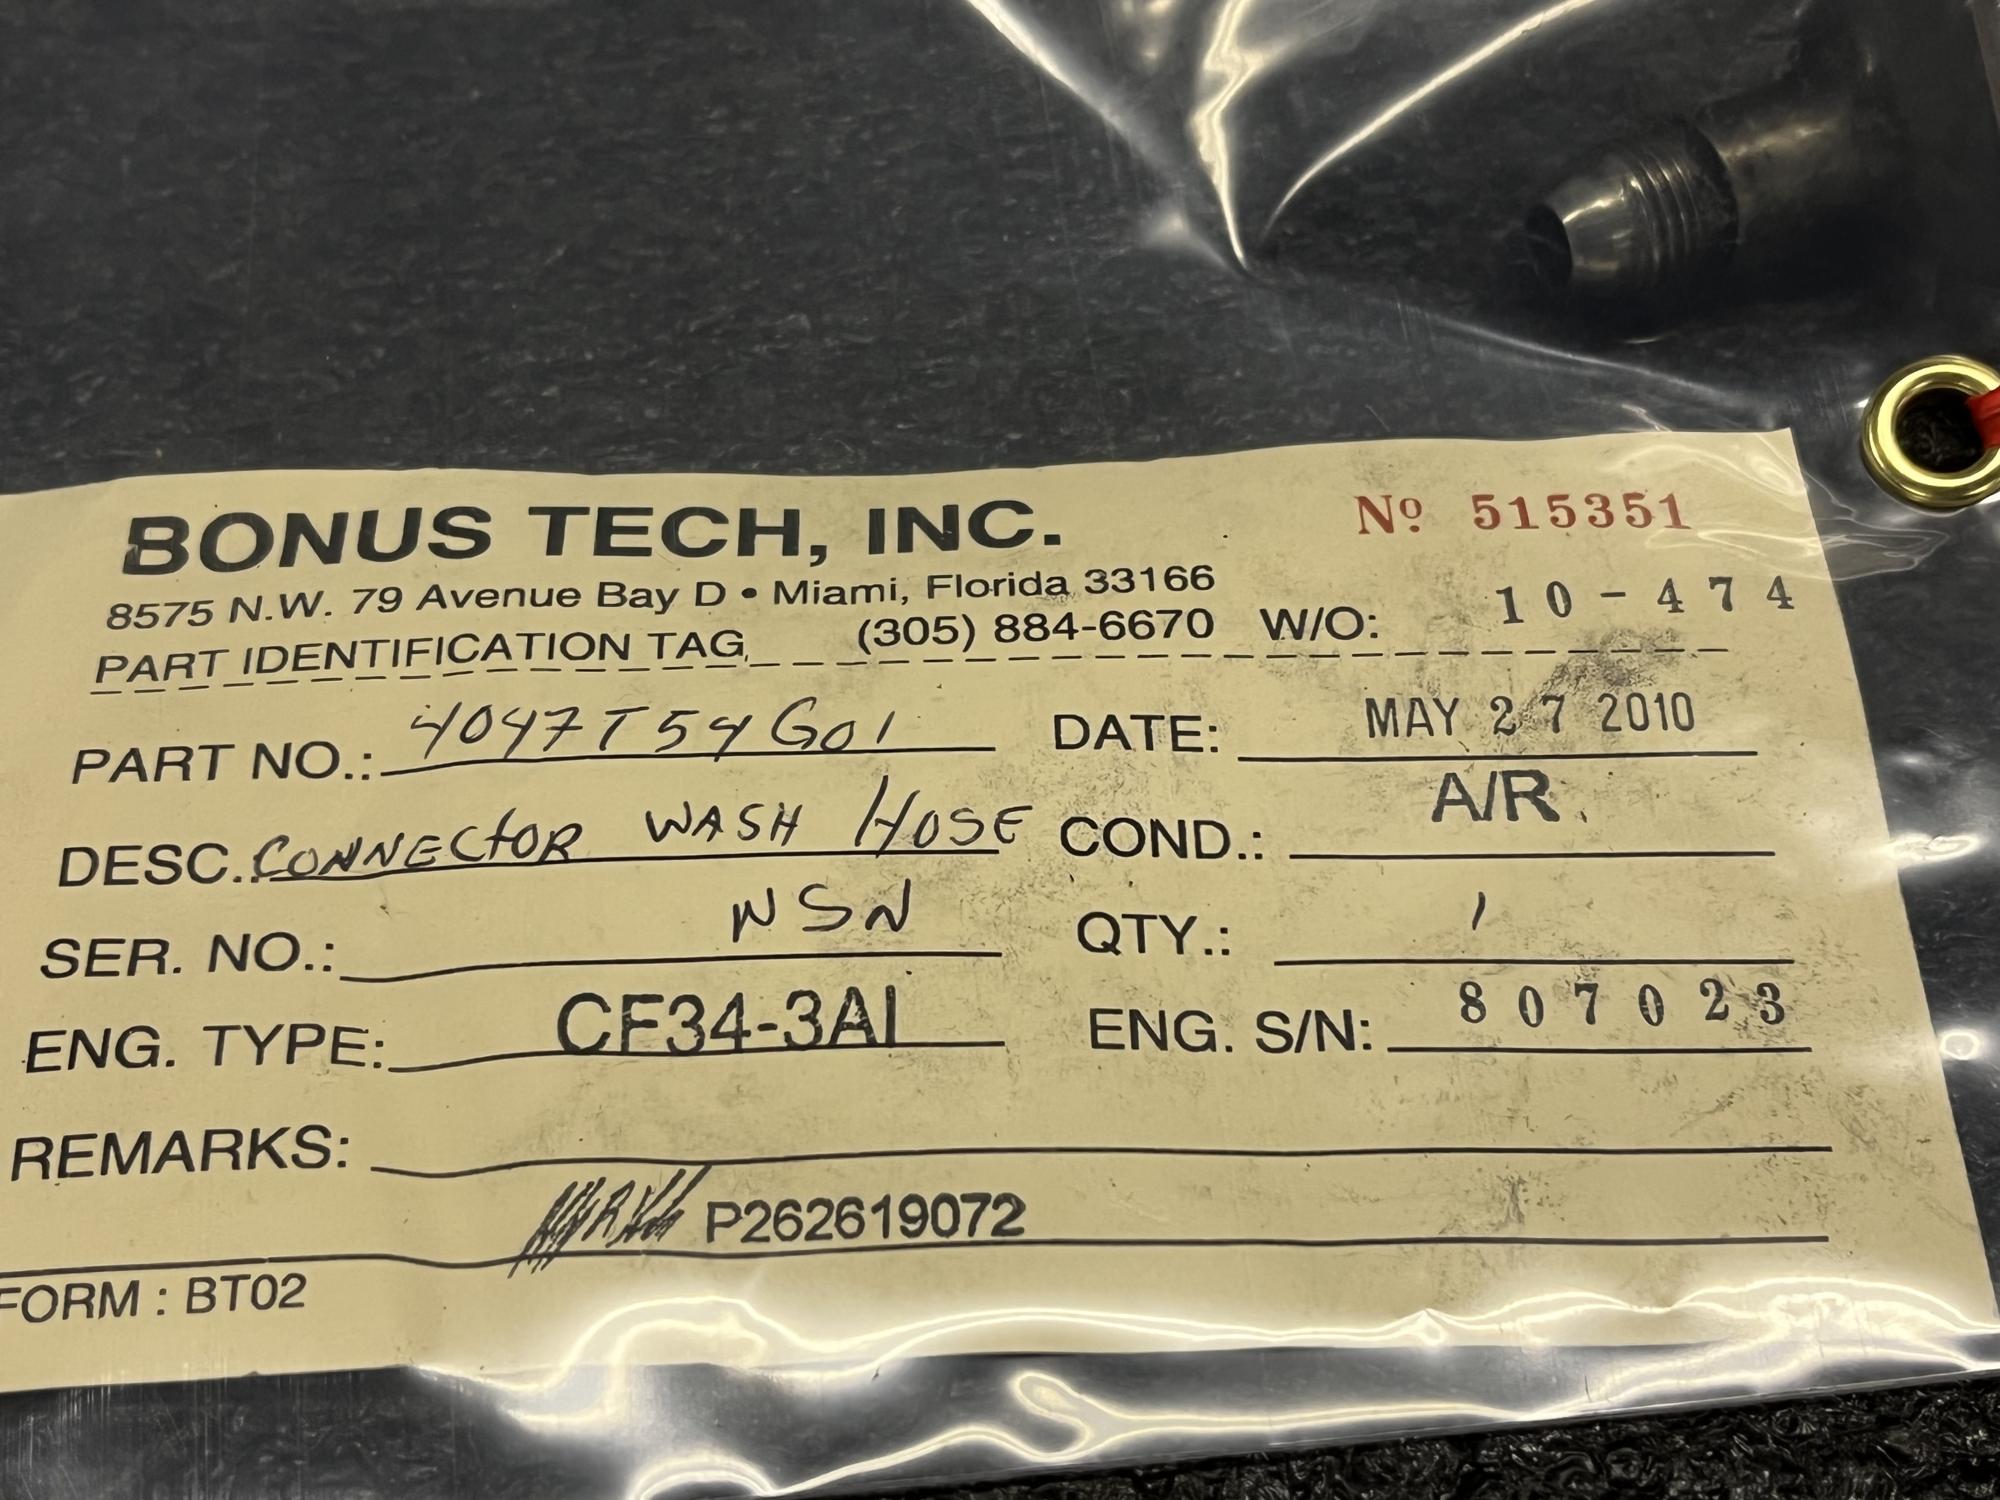 BONUS TECH, INC.
Nº 515351
8575 N.W. 79 Avenue Bay D • Miami, Florida 33166
PART IDENTIFICATION TAG (305) 884-6670 W/O: 10-474
PART NO.: 4047T54G01 DATE: MAY 27 2010
DESC. CONNECTOR WASH HOSE COND.: A/R
SER. NO.: NSN QTY.: 1
ENG. TYPE: CF34-3A1 ENG. S/N: 807023
REMARKS:
P262619072
FORM : BT02